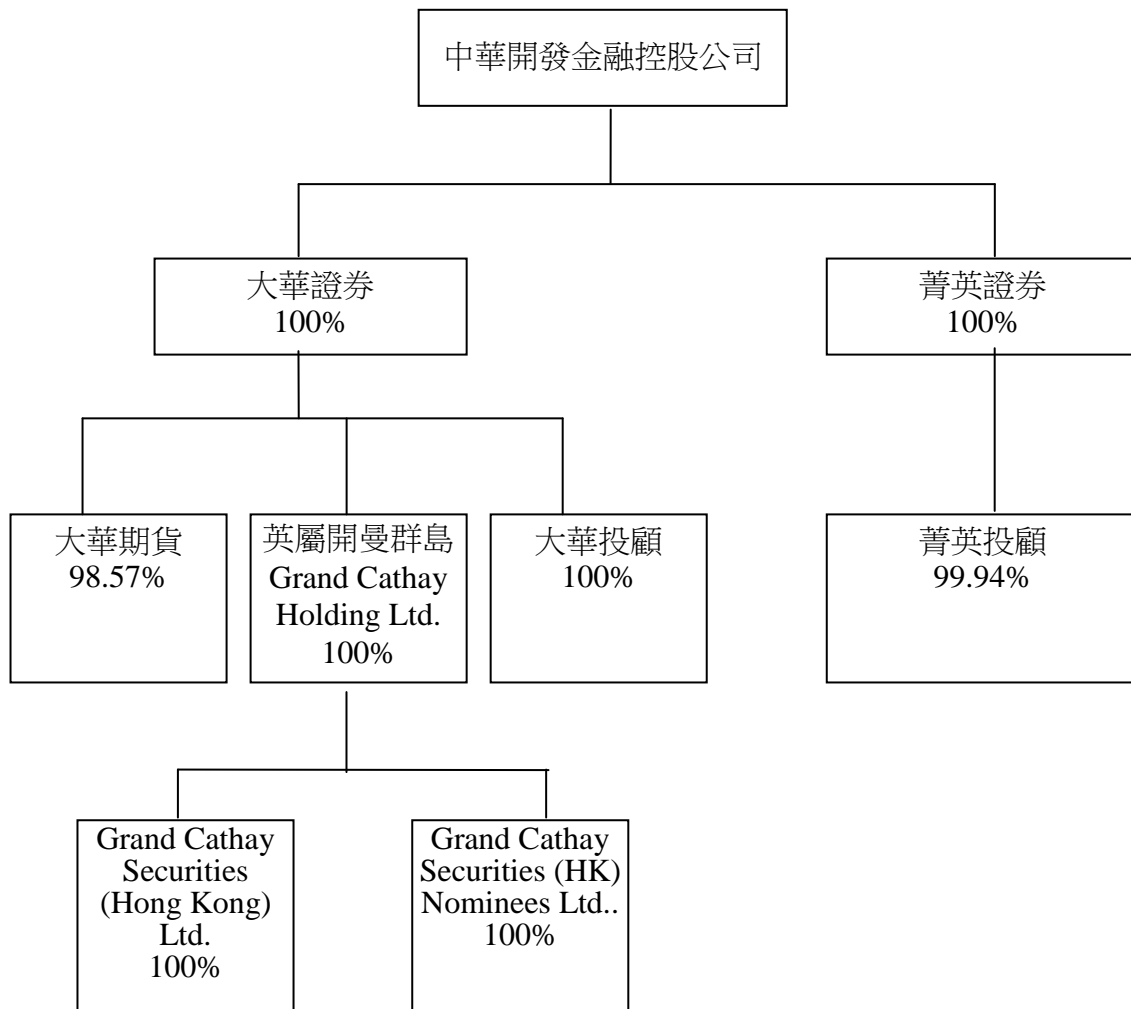 中華開發金融控股公司
大華證券
100%
菁英證券
100%
大華期貨
98.57%
英屬開曼群島
Grand Cathay
Holding Ltd.
100%
大華投顧
100%
菁英投顧
99.94%
Grand Cathay
Securities
(Hong Kong)
Ltd.
100%
Grand Cathay
Securities (HK)
Nominees Ltd..
100%